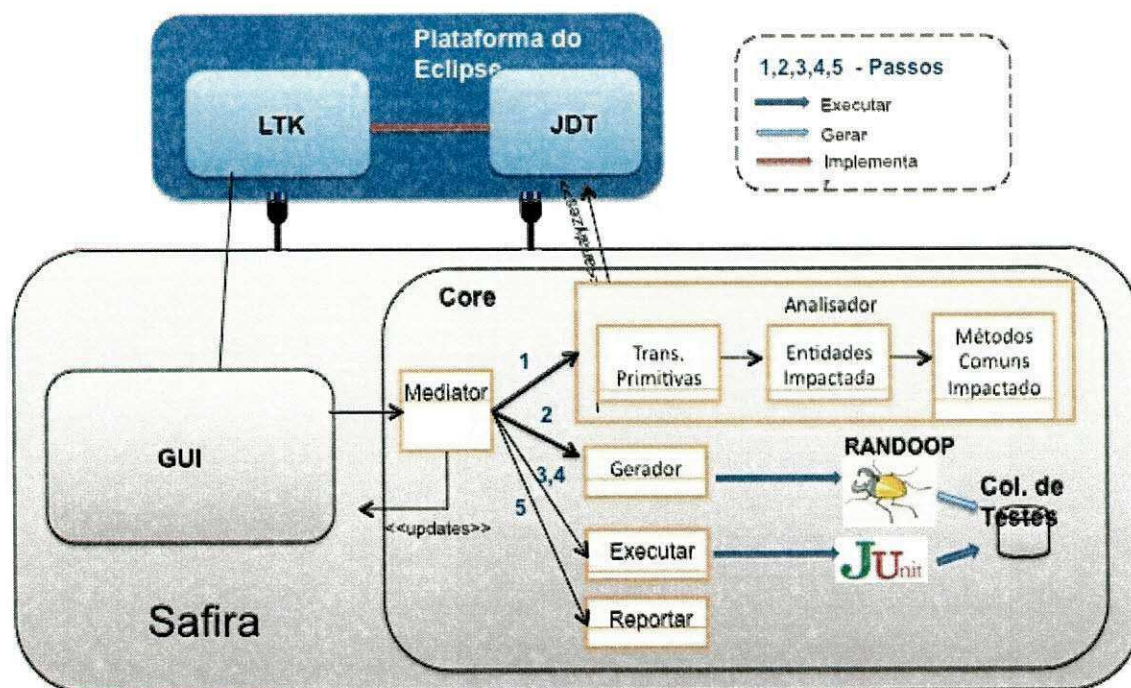 Plataforma do
Eclipse
LTK
JDT
1,2,3,4,5 - Passos
Executar
Gerar
Implementa
Core
Analisador
Trans.
Primitivas
Entidades
Impactada
Métodos
Comuns
Impactado
1
2
3,4
5
Mediator
GUI
<<updates>>
Gerador
RANDOOP
Col. de
Testes
Executar
JUnit
Reportar
Safira